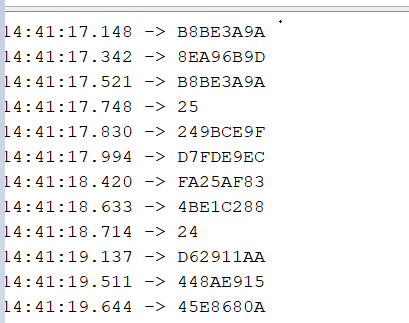 14:41:17.148 -> B8BE3A9A
14:41:17.342 -> 8EA96B9D
14:41:17.521 -> B8BE3A9A
14:41:17.748 -> 25
14:41:17.830 -> 249BCE9F
14:41:17.994 -> D7FDE9EC
14:41:18.420 -> FA25AF83
14:41:18.633 -> 4BE1C288
14:41:18.714 -> 24
14:41:19.137 -> D62911AA
14:41:19.511 -> 448AE915
14:41:19.644 -> 45E8680A